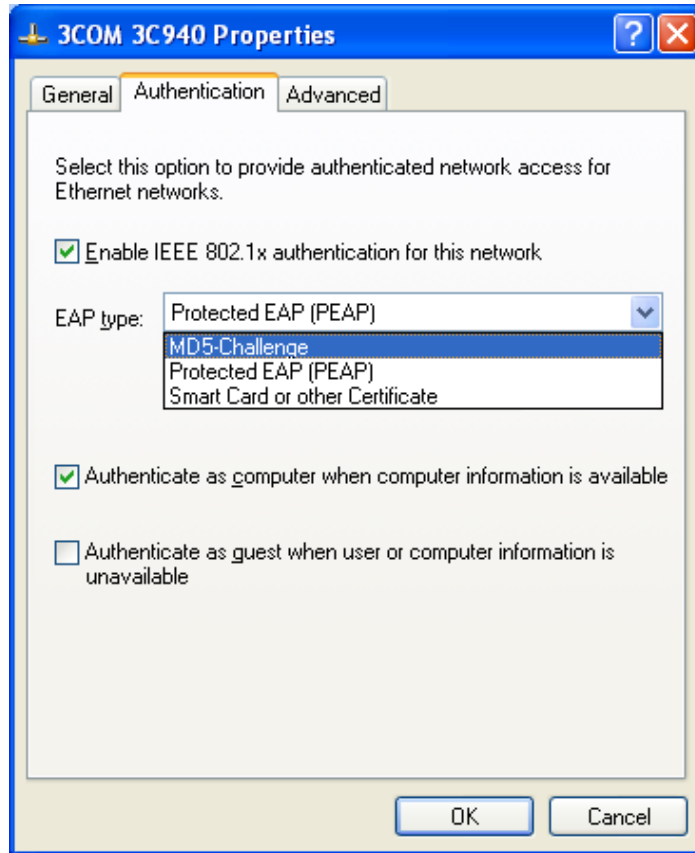 3COM 3C940 Properties
General Authentication Advanced
Select this option to provide authenticated network access for
Ethernet networks.
Enable IEEE 802.1x authentication for this network
EAP type: Protected EAP (PEAP)
MD5-Challenge
Protected EAP (PEAP)
Smart Card or other Certificate
Authenticate as computer when computer information is available
Authenticate as guest when user or computer information is
unavailable
OK Cancel